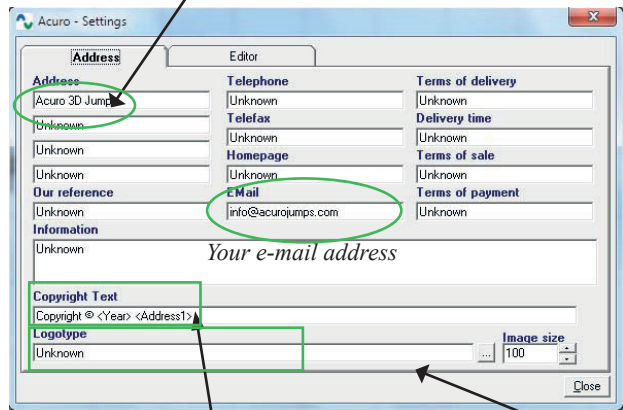 Acuro - Settings
Address Editor
Address Telephone Terms of delivery
Acuro 3D Jumps Unknown Unknown
Unknown Telefax Delivery time
Unknown Unknown Unknown
Homepage Terms of sale
Unknown Unknown Unknown
Our reference EMail Terms of payment
Unknown info@acurojumps.com Unknown
Information
Unknown Your e-mail address
Copyright Text
Copyright © <Year> <Address1>
Logotype Image size
Unknown ... 100
Close